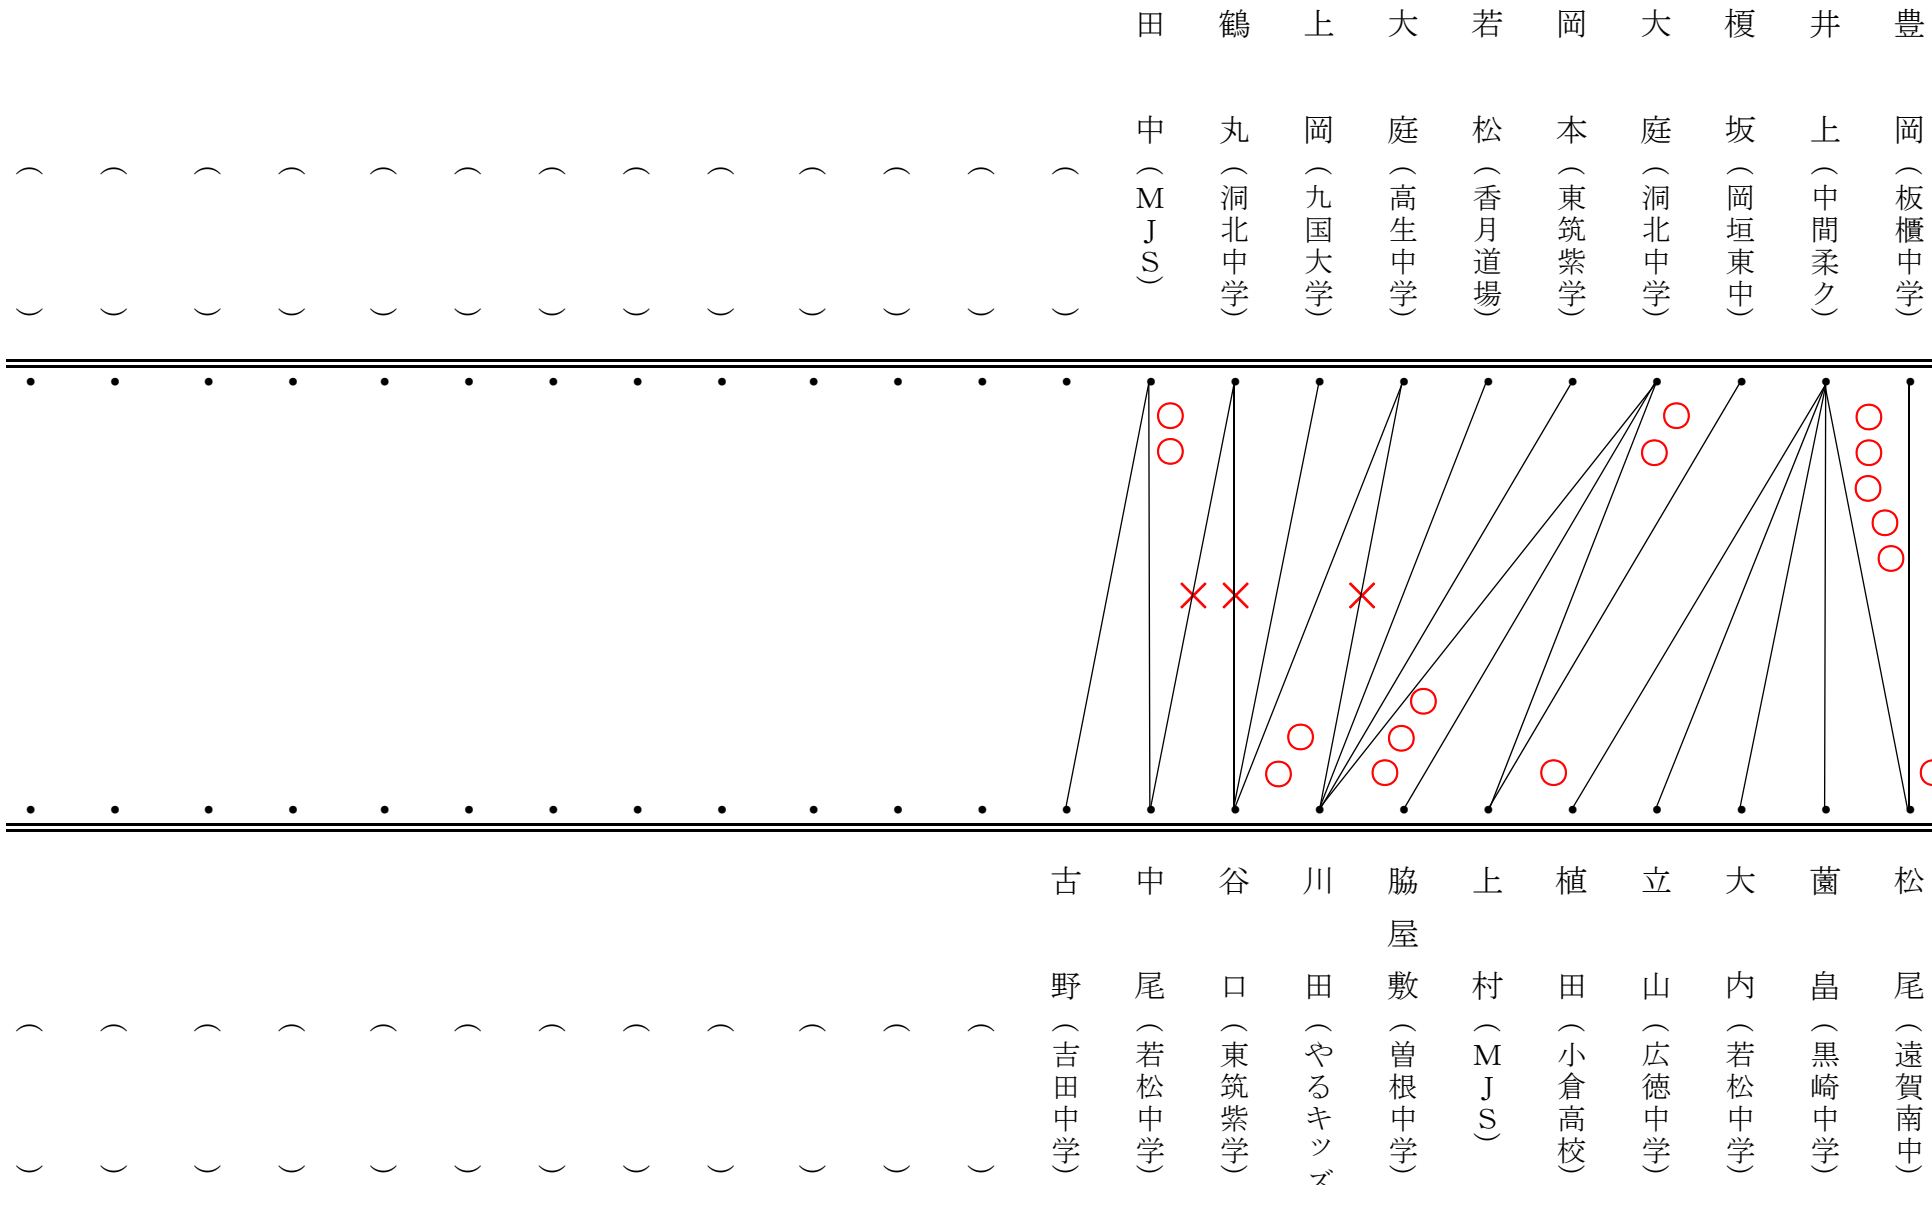 豊岡（板櫃中学）
井上（中間柔ク）
榎坂（岡垣東中）
大庭（洞北中学）
岡本（東筑紫学）
若松（香月道場）
大庭（高生中学）
上岡（九国大学）
鶴丸（洞北中学）
田中（ＭＪＳ）
松尾（遠賀南中）
薗畠（黒崎中学）
大内（若松中学）
立山（広徳中学）
植田（小倉高校）
上村（ＭＪＳ）
脇屋敷（曽根中学）
川田（やるキッズ
谷口（東筑紫学）
中尾（若松中学）
古野（吉田中学）